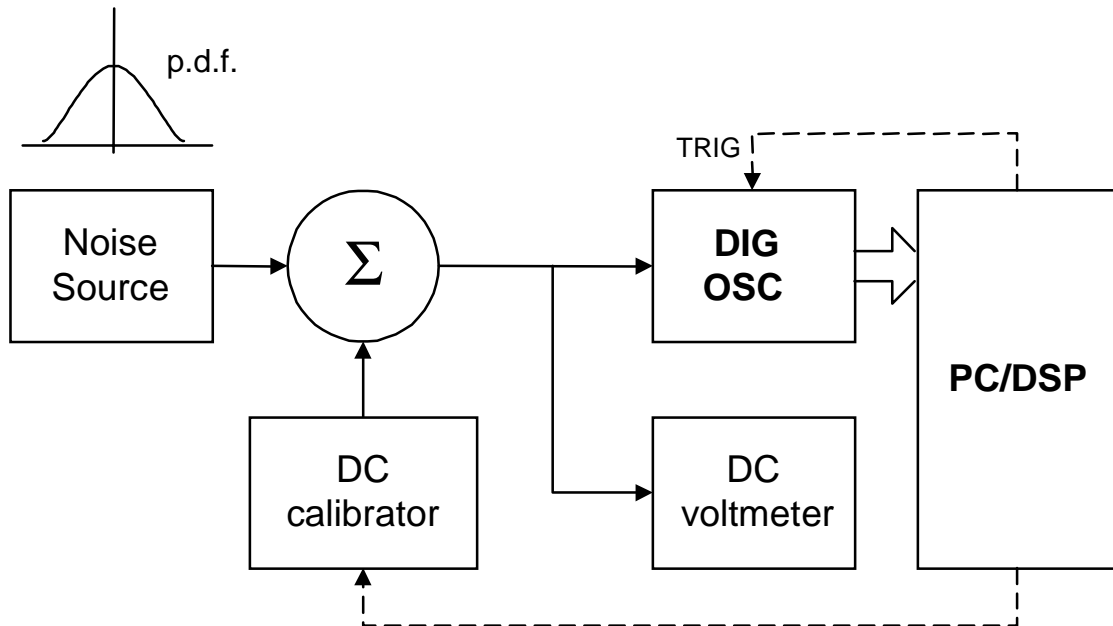 p.d.f.
TRIG
Noise
Source
Σ
DIG
OSC
PC/DSP
DC
calibrator
DC
voltmeter